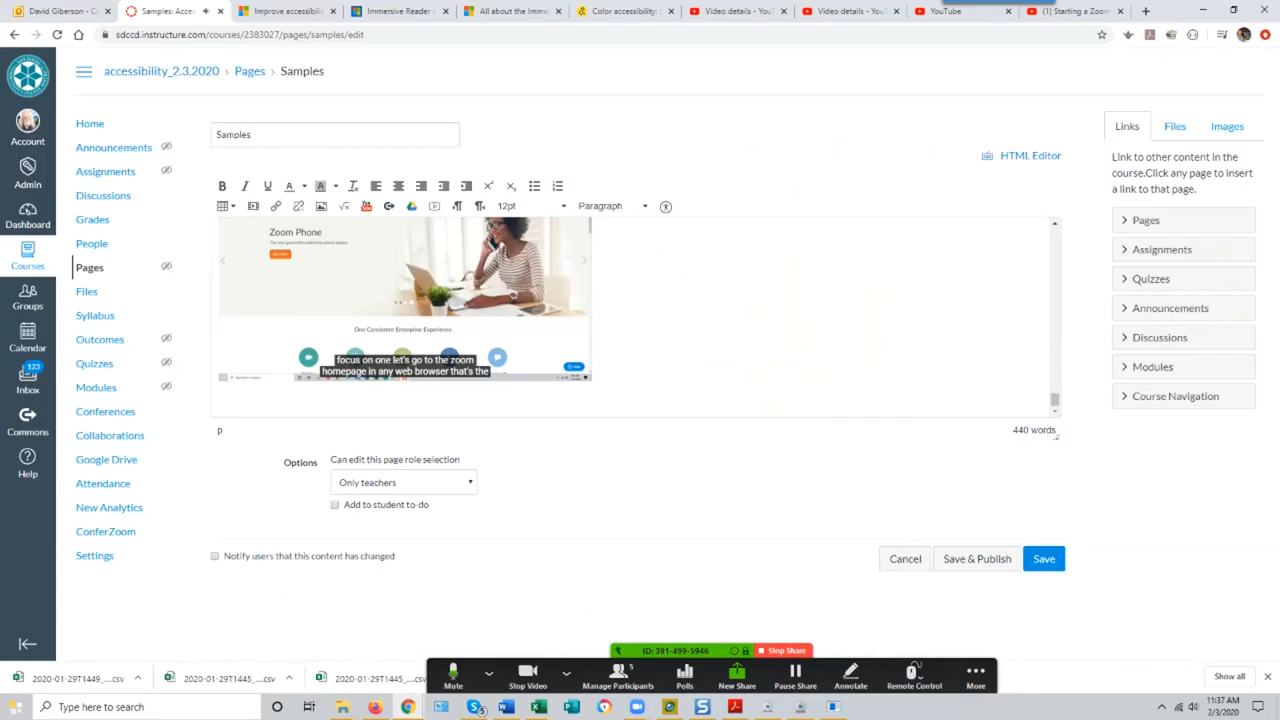 David Giberson - C
Samples: Acces
Improve accessibili
Immersive Reader
All about the Imme
Color accessibility:
Video details - You
Video details - YouT
YouTube
(1) Starting a Zoom
sdccd.instructure.com/courses/2383027/pages/samples/edit
accessibility_2.3.2020 > Pages > Samples
Account
Admin
Dashboard
Courses
Groups
Calendar
123
Inbox
Commons
Help
Home
Announcements
Assignments
Discussions
Grades
People
Pages
Files
Syllabus
Outcomes
Quizzes
Modules
Conferences
Collaborations
Google Drive
Attendance
New Analytics
ConferZoom
Settings
Samples
HTML Editor
12pt
Paragraph
Zoom Phone
One Consistent Enterprise Experience.
focus on one let's go to the zoom
homepage in any web browser that's the
p
440 words
Options
Can edit this page role selection
Only teachers
Add to student to-do
Notify users that this content has changed
Cancel
Save & Publish
Save
Links
Files
Images
Link to other content in the
course.Click any page to insert
a link to that page.
Pages
Assignments
Quizzes
Announcements
Discussions
Modules
Course Navigation
ID: 391-499-5946
Stop Share
2020-01-29T1449_....csv
2020-01-29T1445_....csv
2020-01-29T1445_....csv
Mute
Stop Video
5
Manage Participants
Polls
New Share
Pause Share
Annotate
Remote Control
More
Show all
Type here to search
11:37 AM
2/3/2020